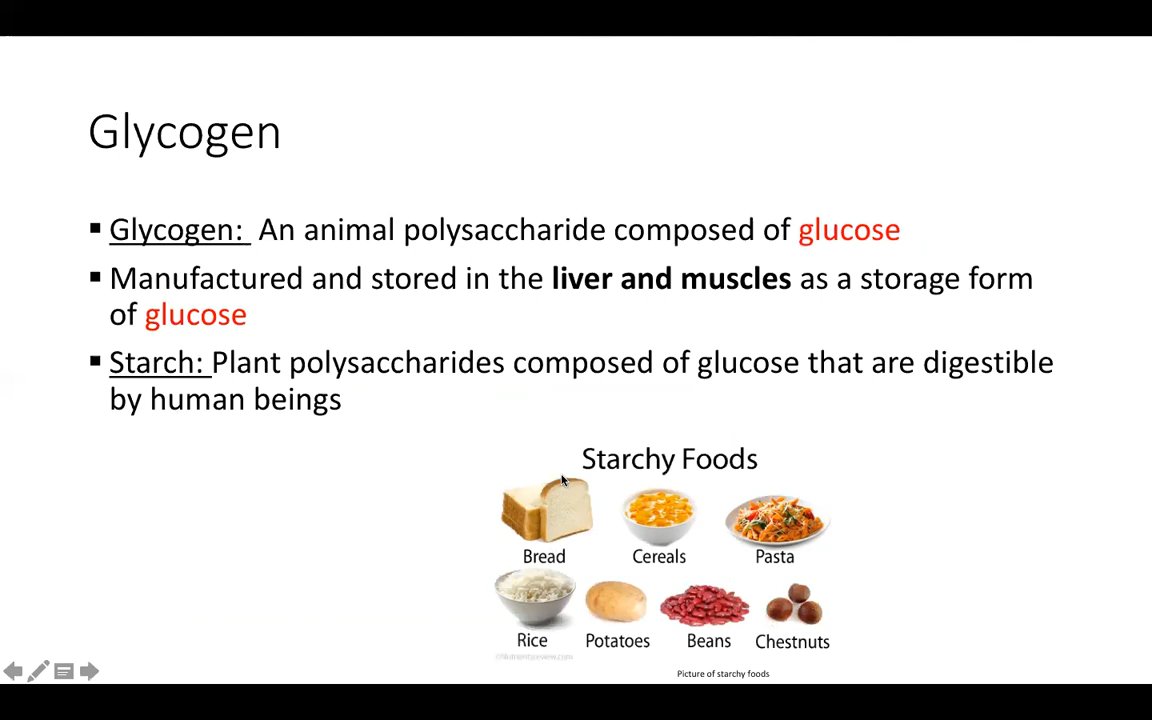 Glycogen
▪ Glycogen: An animal polysaccharide composed of glucose
▪ Manufactured and stored in the liver and muscles as a storage form
of glucose
▪ Starch: Plant polysaccharides composed of glucose that are digestible
by human beings
Starchy Foods
Bread Cereals Pasta
Rice Potatoes Beans Chestnuts
Picture of starchy foods